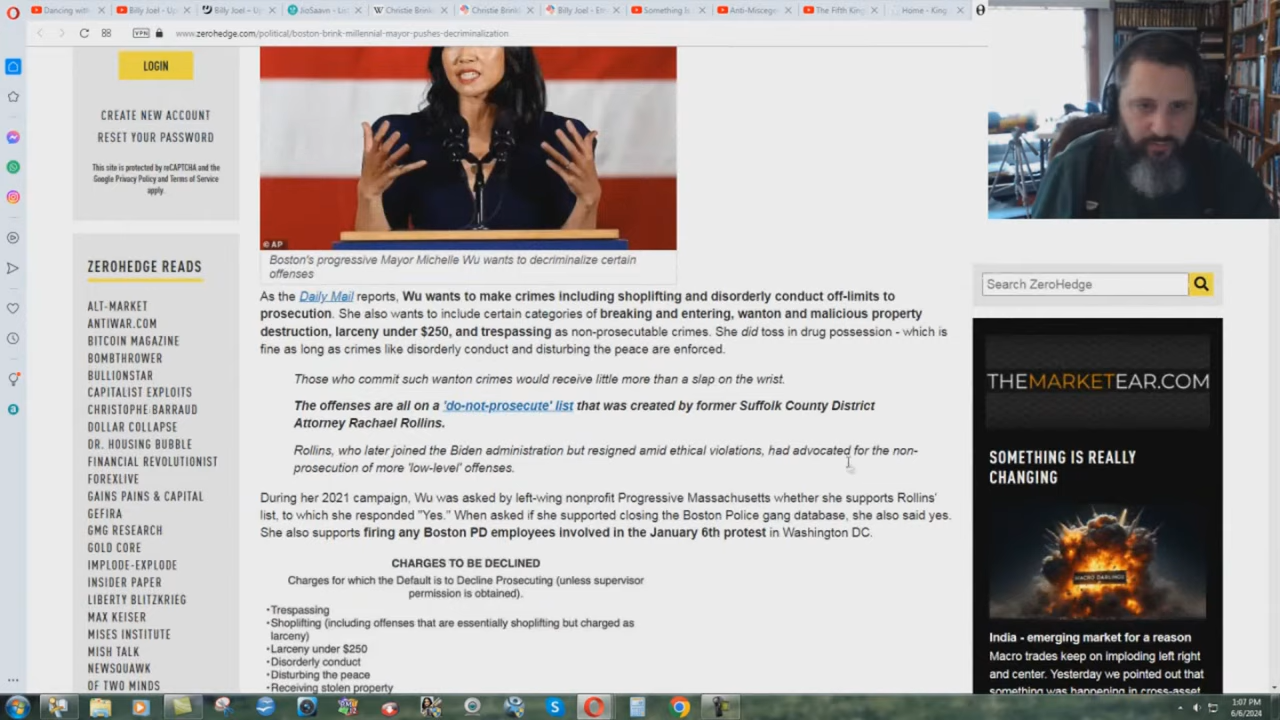 Dancing with
Billy Joel - Up
Billy Joel - Up
JioSaavn - Lis
Christie Brink
Christie Brink
Billy Joel - Et
Something Is
Anti-Misceg
The Fifth King
Home - King
88
VPN
www.zerohedge.com/political/boston-brink-millennial-mayor-pushes-decriminalization
LOGIN
CREATE NEW ACCOUNT
RESET YOUR PASSWORD
This site is protected by reCAPTCHA and the
Google Privacy Policy and Terms of Service
apply.
ZEROHEDGE READS
ALT-MARKET
ANTIWAR.COM
BITCOIN MAGAZINE
BOMBTHROWER
BULLIONSTAR
CAPITALIST EXPLOITS
CHRISTOPHE BARRAUD
DOLLAR COLLAPSE
DR. HOUSING BUBBLE
FINANCIAL REVOLUTIONIST
FOREXLIVE
GAINS PAINS & CAPITAL
GEFIRA
GMG RESEARCH
GOLD CORE
IMPLODE-EXPLODE
INSIDER PAPER
LIBERTY BLITZKRIEG
MAX KEISER
MISES INSTITUTE
MISH TALK
NEWSQUAWK
OF TWO MINDS
© AP
Boston's progressive Mayor Michelle Wu wants to decriminalize certain
offenses
As the Daily Mail reports, Wu wants to make crimes including shoplifting and disorderly conduct off-limits to
prosecution. She also wants to include certain categories of breaking and entering, wanton and malicious property
destruction, larceny under $250, and trespassing as non-prosecutable crimes. She did toss in drug possession - which is
fine as long as crimes like disorderly conduct and disturbing the peace are enforced.
Those who commit such wanton crimes would receive little more than a slap on the wrist.
The offenses are all on a 'do-not-prosecute' list that was created by former Suffolk County District
Attorney Rachael Rollins.
Rollins, who later joined the Biden administration but resigned amid ethical violations, had advocated for the non-
prosecution of more 'low-level' offenses.
During her 2021 campaign, Wu was asked by left-wing nonprofit Progressive Massachusetts whether she supports Rollins'
list, to which she responded "Yes." When asked if she supported closing the Boston Police gang database, she also said yes.
She also supports firing any Boston PD employees involved in the January 6th protest in Washington DC.
CHARGES TO BE DECLINED
Charges for which the Default is to Decline Prosecuting (unless supervisor
permission is obtained).
•Trespassing
•Shoplifting (including offenses that are essentially shoplifting but charged as
larceny)
•Larceny under $250
•Disorderly conduct
•Disturbing the peace
•Receiving stolen property
Search ZeroHedge
THEMARKETEAR.COM
SOMETHING IS REALLY
CHANGING
MACRO DARLINGS
India - emerging market for a reason
Macro trades keep on imploding left right
and center. Yesterday we pointed out that
something was happening in cross-asset
1:07 PM
6/6/2024